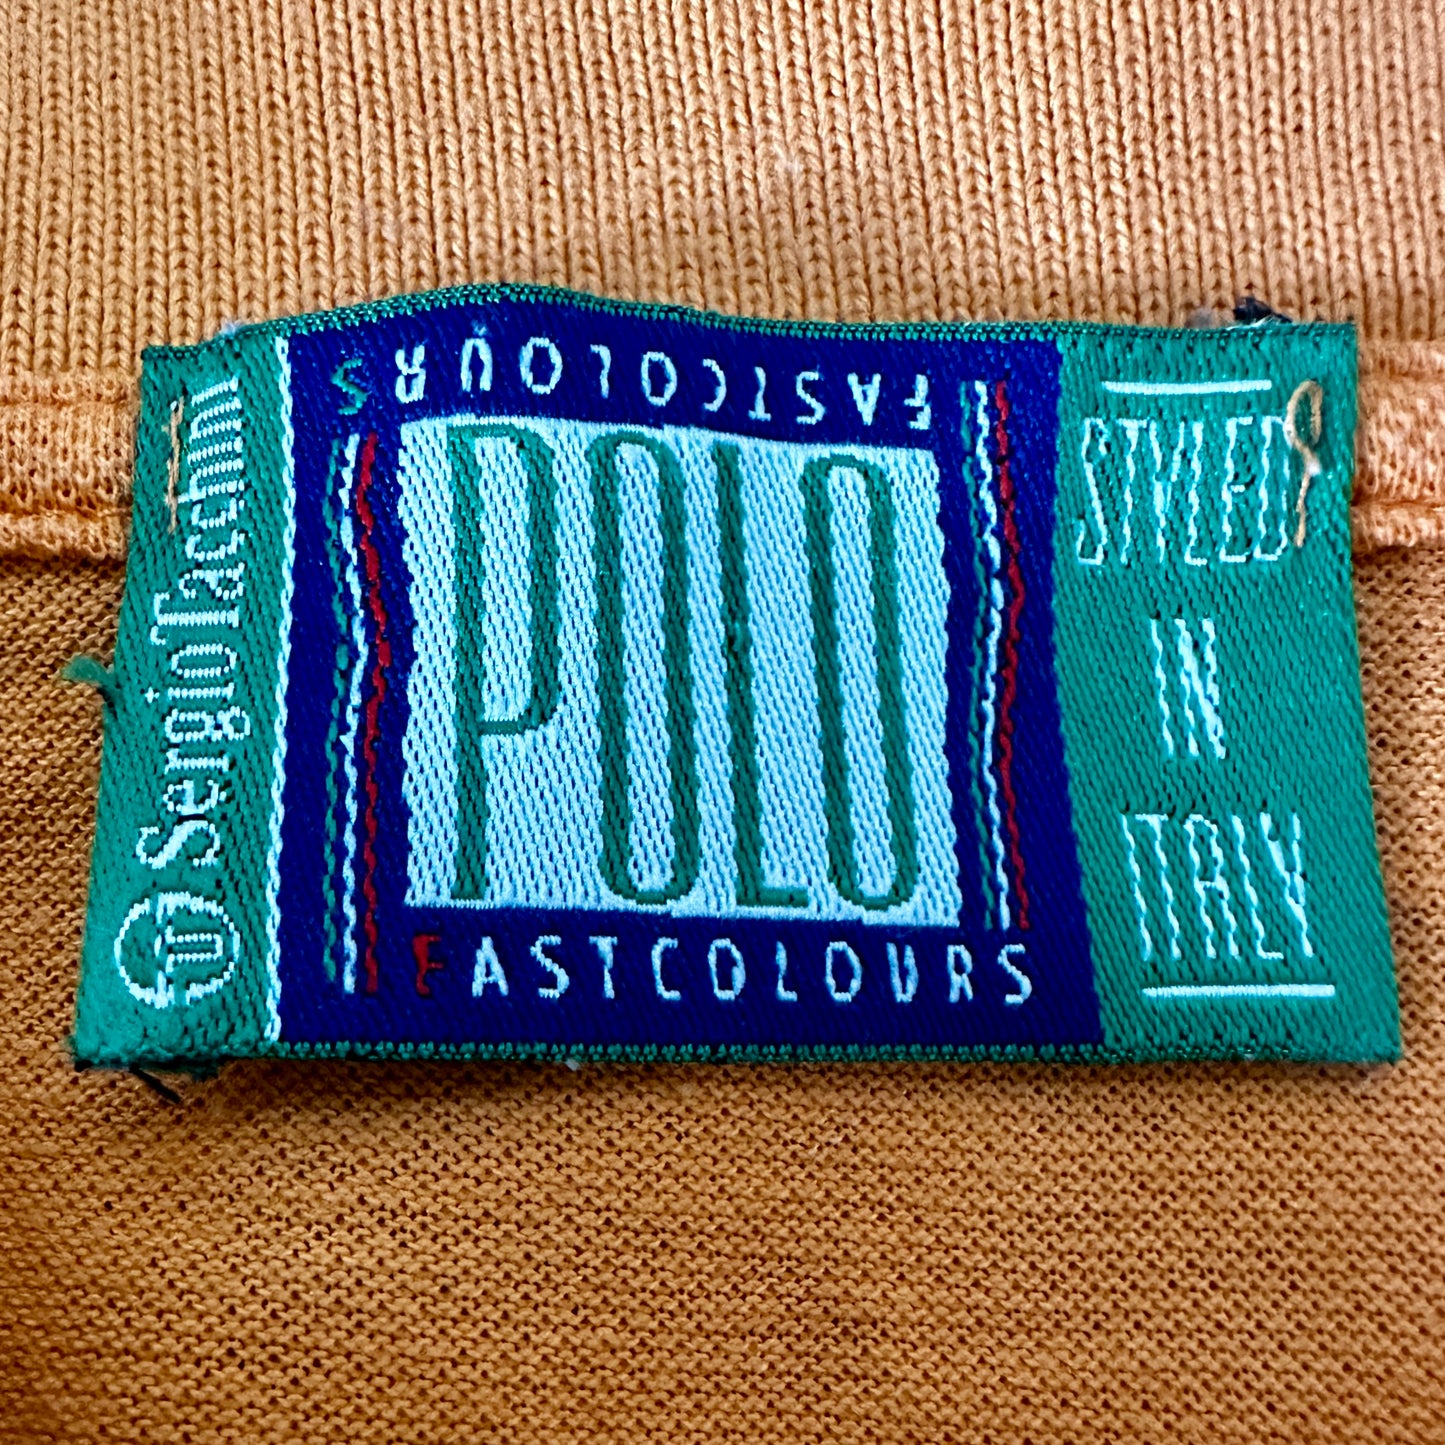 Sergio Tacchini
FASTCOLOURS
POLO
FASTCOLOURS
STYLED
IN
ITALY